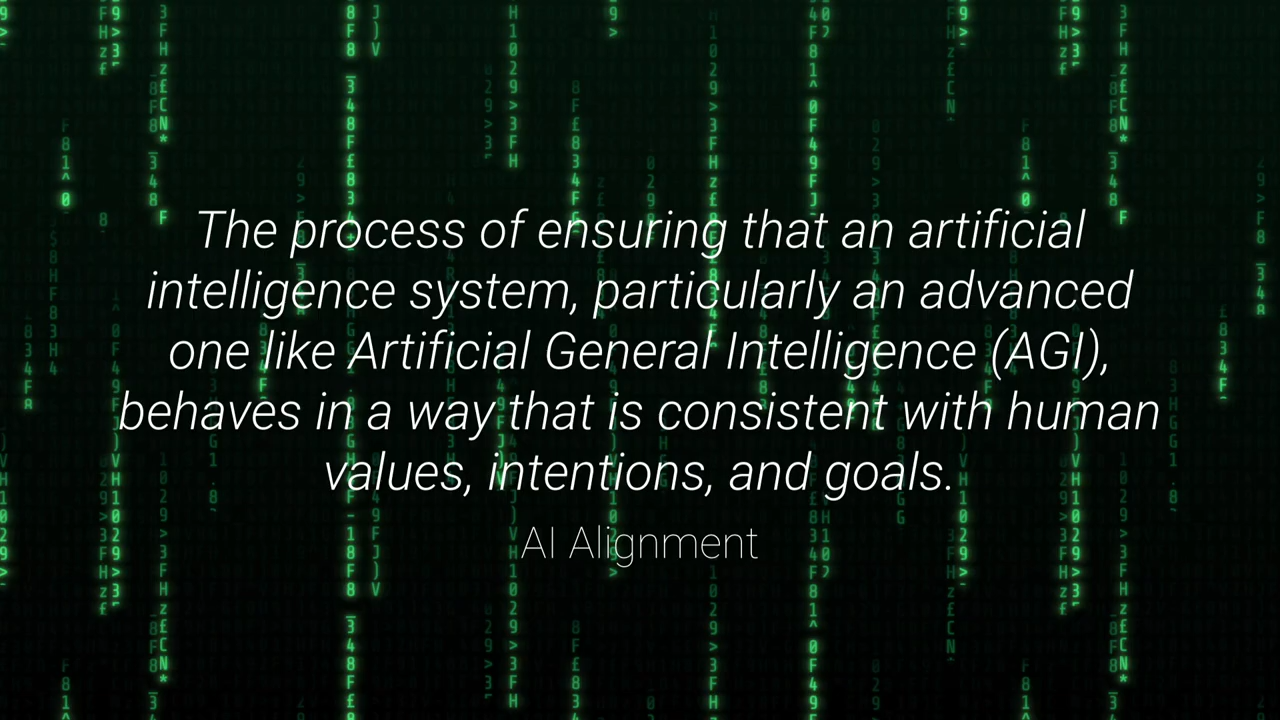 The process of ensuring that an artificial
intelligence system, particularly an advanced
one like Artificial General Intelligence (AGI),
behaves in a way that is consistent with human
values, intentions, and goals.
AI Alignment